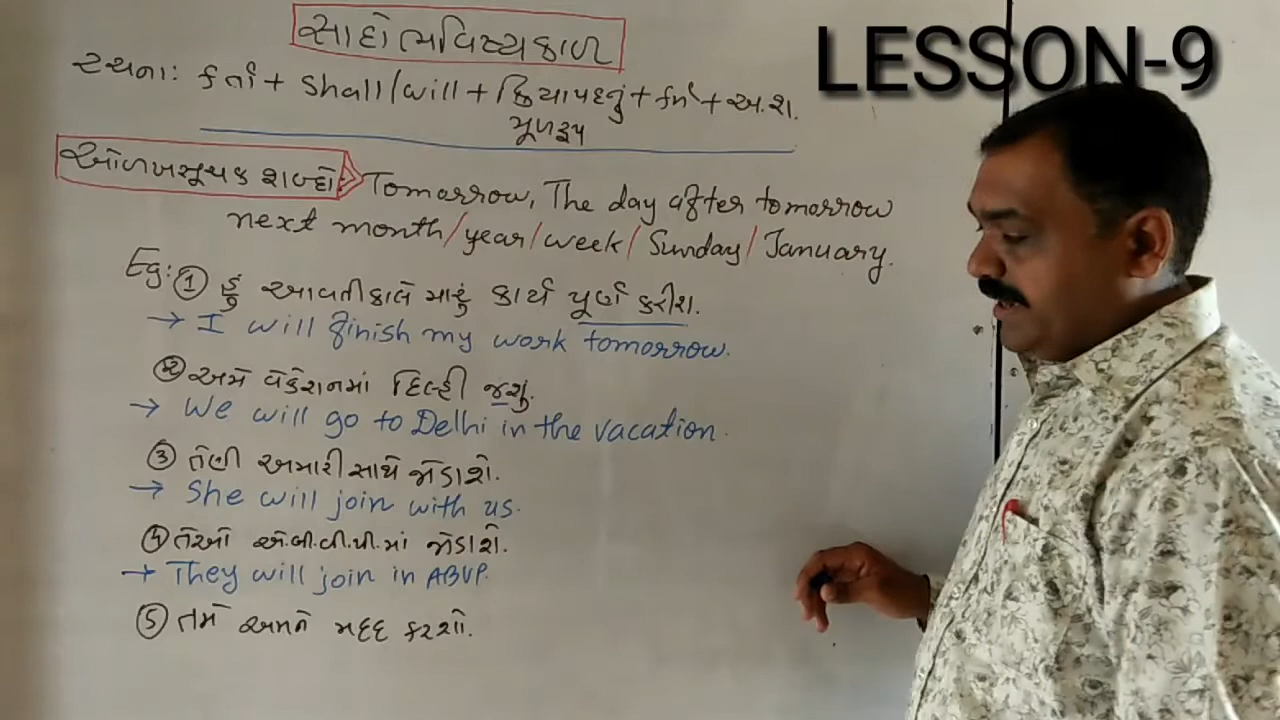 LESSON-9
સાદો ભવિષ્યકાળ
રચના: કર્તા + Shall/will + ક્રિયાપદનું + કર્મ + અ.શ.
મૂળરૂપ
ઓળખસૂચક શબ્દો: Tomorrow, The day after tomorrow
next month/year/week/Sunday/January.
Eg: ① હું આવતીકાલે મારું કાર્ય પૂર્ણ કરીશ.
→ I will finish my work tomorrow.
② અમે વેકેશનમાં દિલ્હી જશું.
→ We will go to Delhi in the vacation.
③ તેણી અમારી સાથે જોડાશે.
→ She will join with us.
④ તેઓ એ.બી.વી.પી.માં જોડાશે.
→ They will join in ABVP.
⑤ તમે અમને મદદ કરશો.